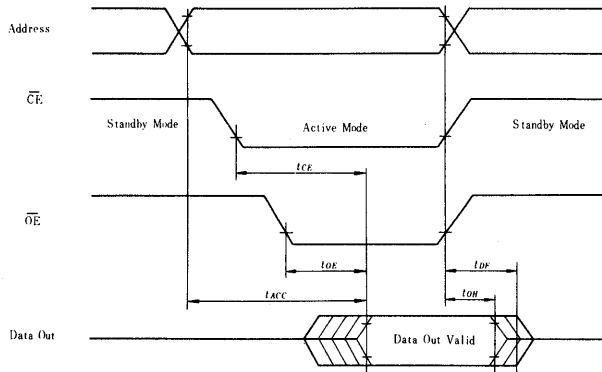 Address
CE
Standby Mode
Active Mode
Standby Mode
tCE
OE
tOE
tDF
tACC
tOH
Data Out
Data Out Valid